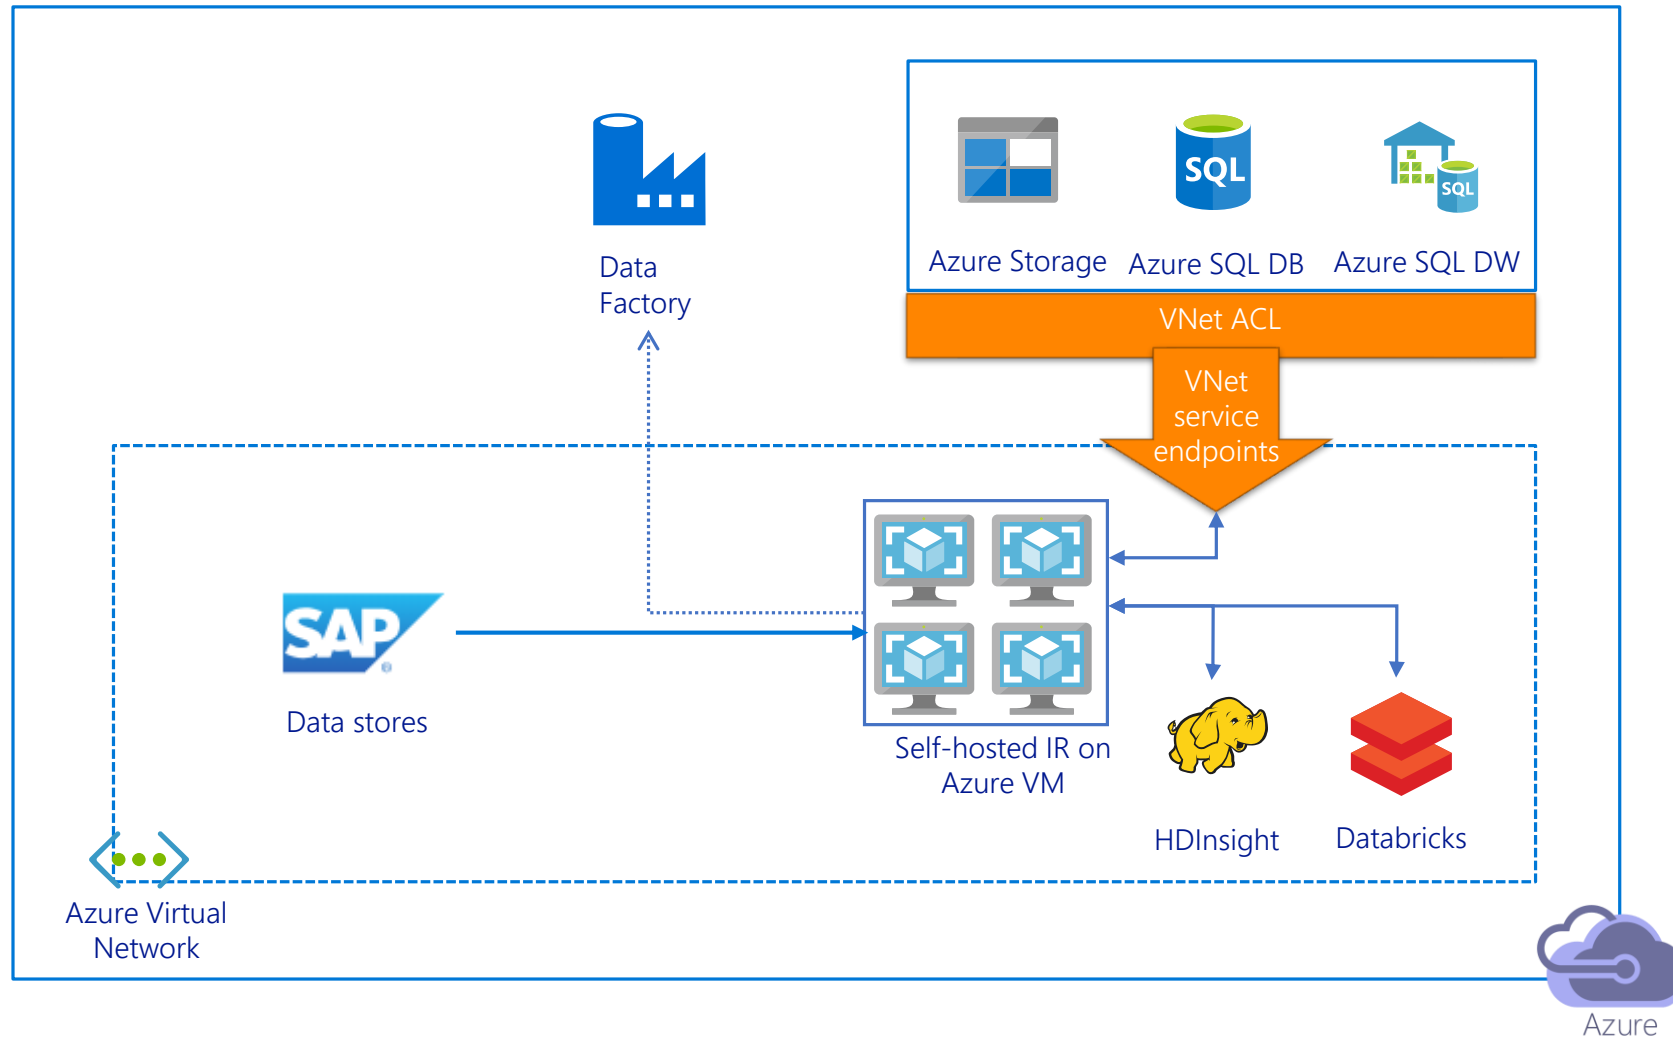 SQL
SQL
Azure Storage
Azure SQL DB
Azure SQL DW
Data
Factory
VNet ACL
VNet
service
endpoints
SAP
®
Data stores
Self-hosted IR on
Azure VM
HDInsight
Databricks
Azure Virtual
Network
Azure